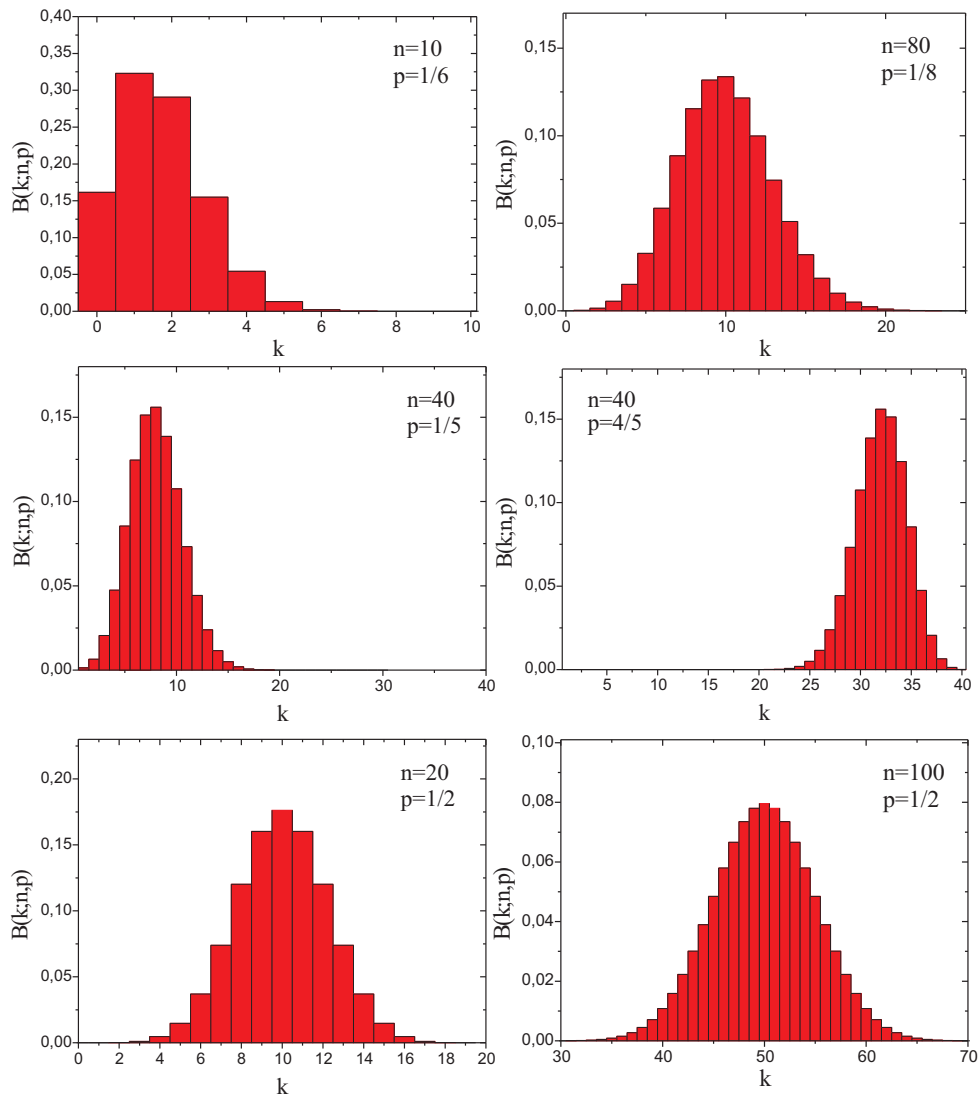 0,40
0,35
0,30
0,25
0,20
0,15
0,10
0,05
0,00
B(k;n,p)
n=10
p=1/6
0 2 4 6 8 10
k
0,15
0,10
0,05
0,00
B(k;n,p)
n=80
p=1/8
0 10 20
k
0,15
0,10
0,05
0,00
B(k;n,p)
n=40
p=1/5
10 20 30 40
k
0,15
0,10
0,05
0,00
B(k;n,p)
n=40
p=4/5
5 10 15 20 25 30 35 40
k
0,20
0,15
0,10
0,05
0,00
B(k;n,p)
n=20
p=1/2
0 2 4 6 8 10 12 14 16 18 20
k
0,10
0,08
0,06
0,04
0,02
0,00
B(k;n,p)
n=100
p=1/2
30 40 50 60 70
k